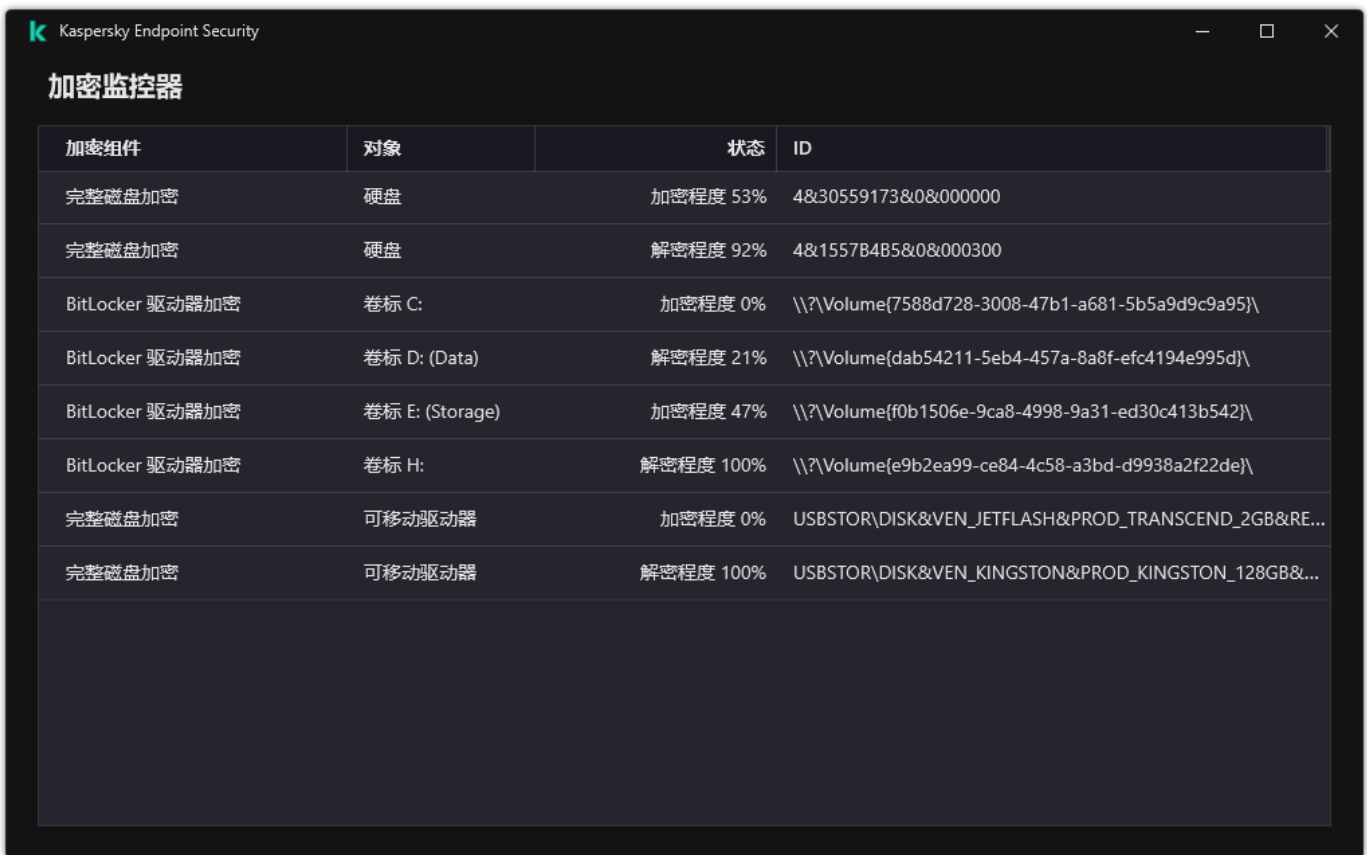 Kaspersky Endpoint Security
加密监控器
加密组件 对象 状态 ID
完整磁盘加密 硬盘 加密程度 53% 4&30559173&0&000000
完整磁盘加密 硬盘 解密程度 92% 4&1557B4B5&0&000300
BitLocker 驱动器加密 卷标 C: 加密程度 0% \\?\Volume{7588d728-3008-47b1-a681-5b5a9d9c9a95}\
BitLocker 驱动器加密 卷标 D: (Data) 解密程度 21% \\?\Volume{dab54211-5eb4-457a-8a8f-efc4194e995d}\
BitLocker 驱动器加密 卷标 E: (Storage) 加密程度 47% \\?\Volume{f0b1506e-9ca8-4998-9a31-ed30c413b542}\
BitLocker 驱动器加密 卷标 H: 解密程度 100% \\?\Volume{e9b2ea99-ce84-4c58-a3bd-d9938a2f22de}\
完整磁盘加密 可移动驱动器 加密程度 0% USBSTOR\DISK&VEN_JETFLASH&PROD_TRANSCEND_2GB&RE...
完整磁盘加密 可移动驱动器 解密程度 100% USBSTOR\DISK&VEN_KINGSTON&PROD_KINGSTON_128GB&...